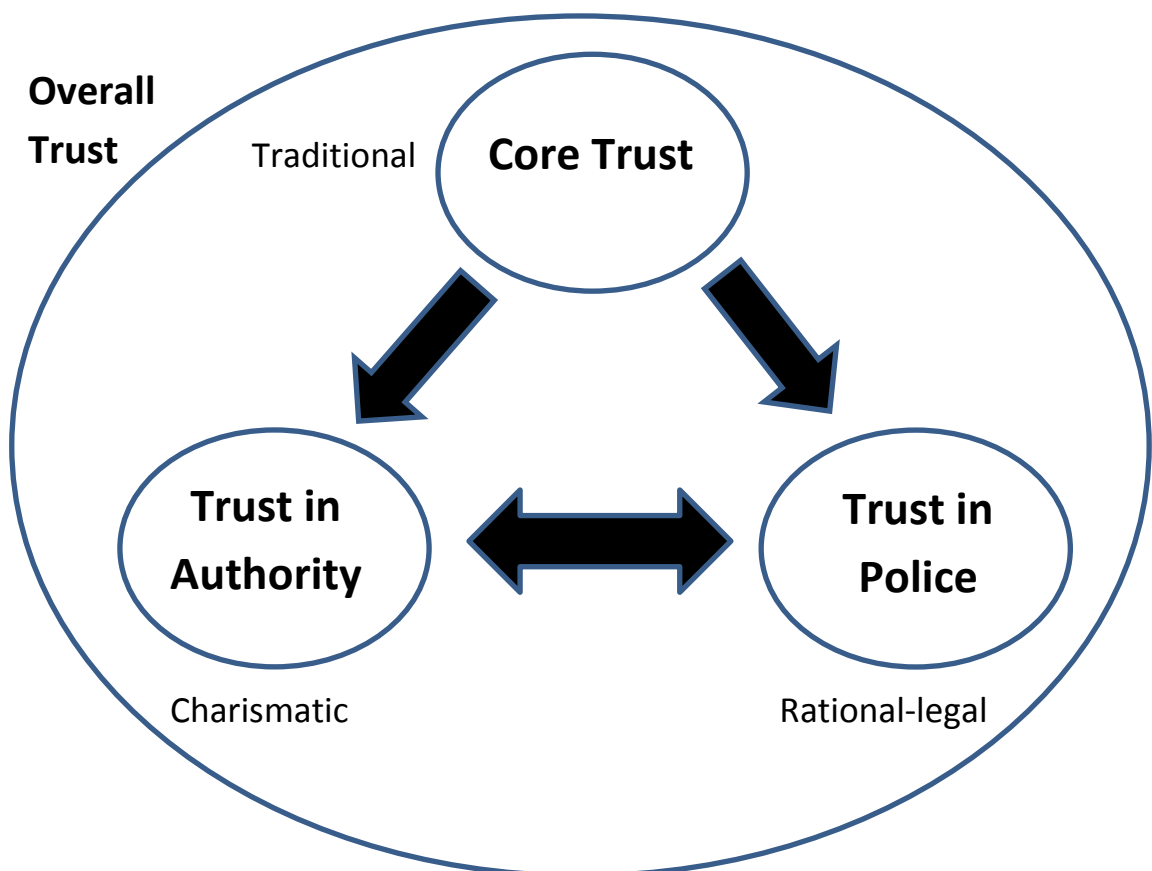 Overall
Trust
Traditional
Core Trust
Trust in
Authority
Trust in
Police
Charismatic
Rational-legal